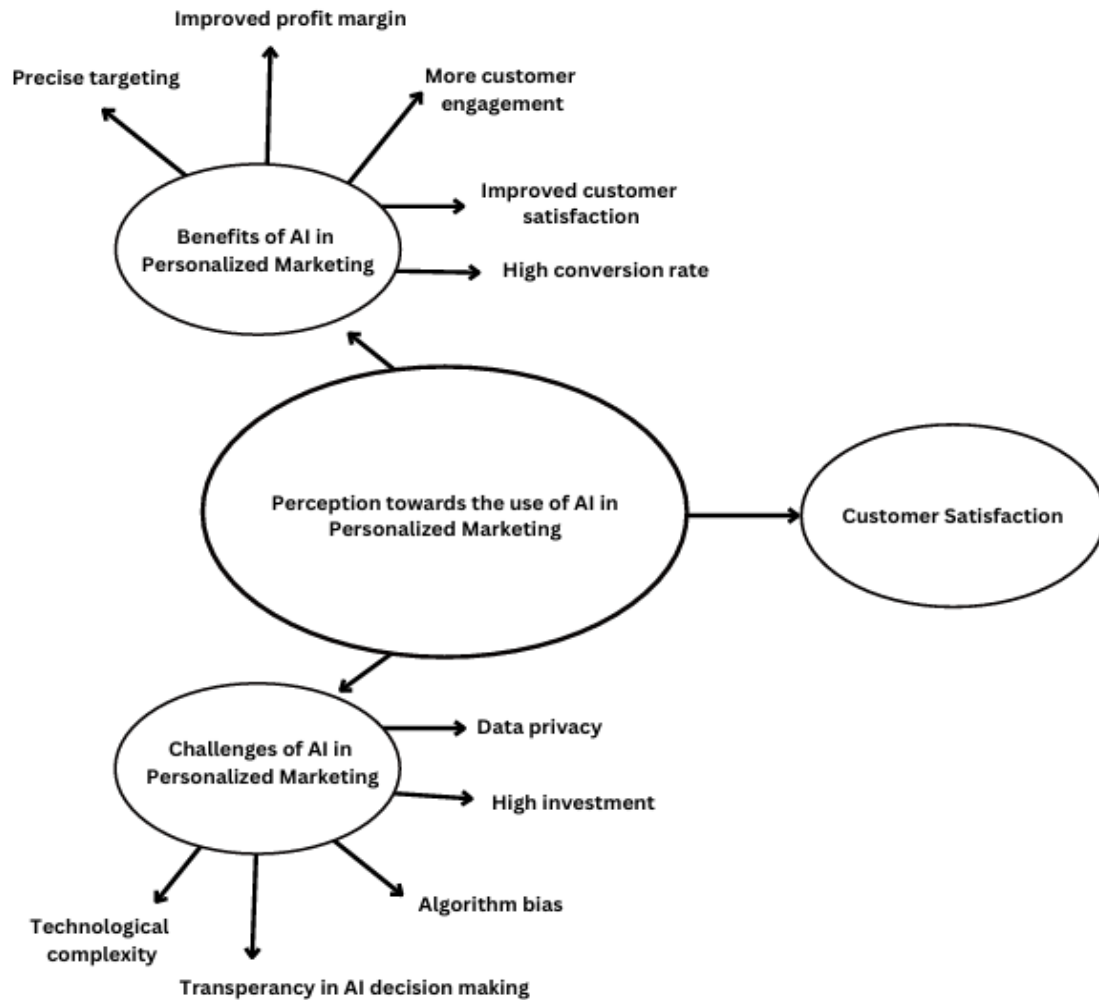 Improved profit margin
Precise targeting
More customer
engagement
Improved customer
satisfaction
Benefits of AI in
Personalized Marketing
High conversion rate
Perception towards the use of AI in
Personalized Marketing
Customer Satisfaction
Challenges of AI in
Personalized Marketing
Data privacy
High investment
Algorithm bias
Technological
complexity
Transperancy in AI decision making